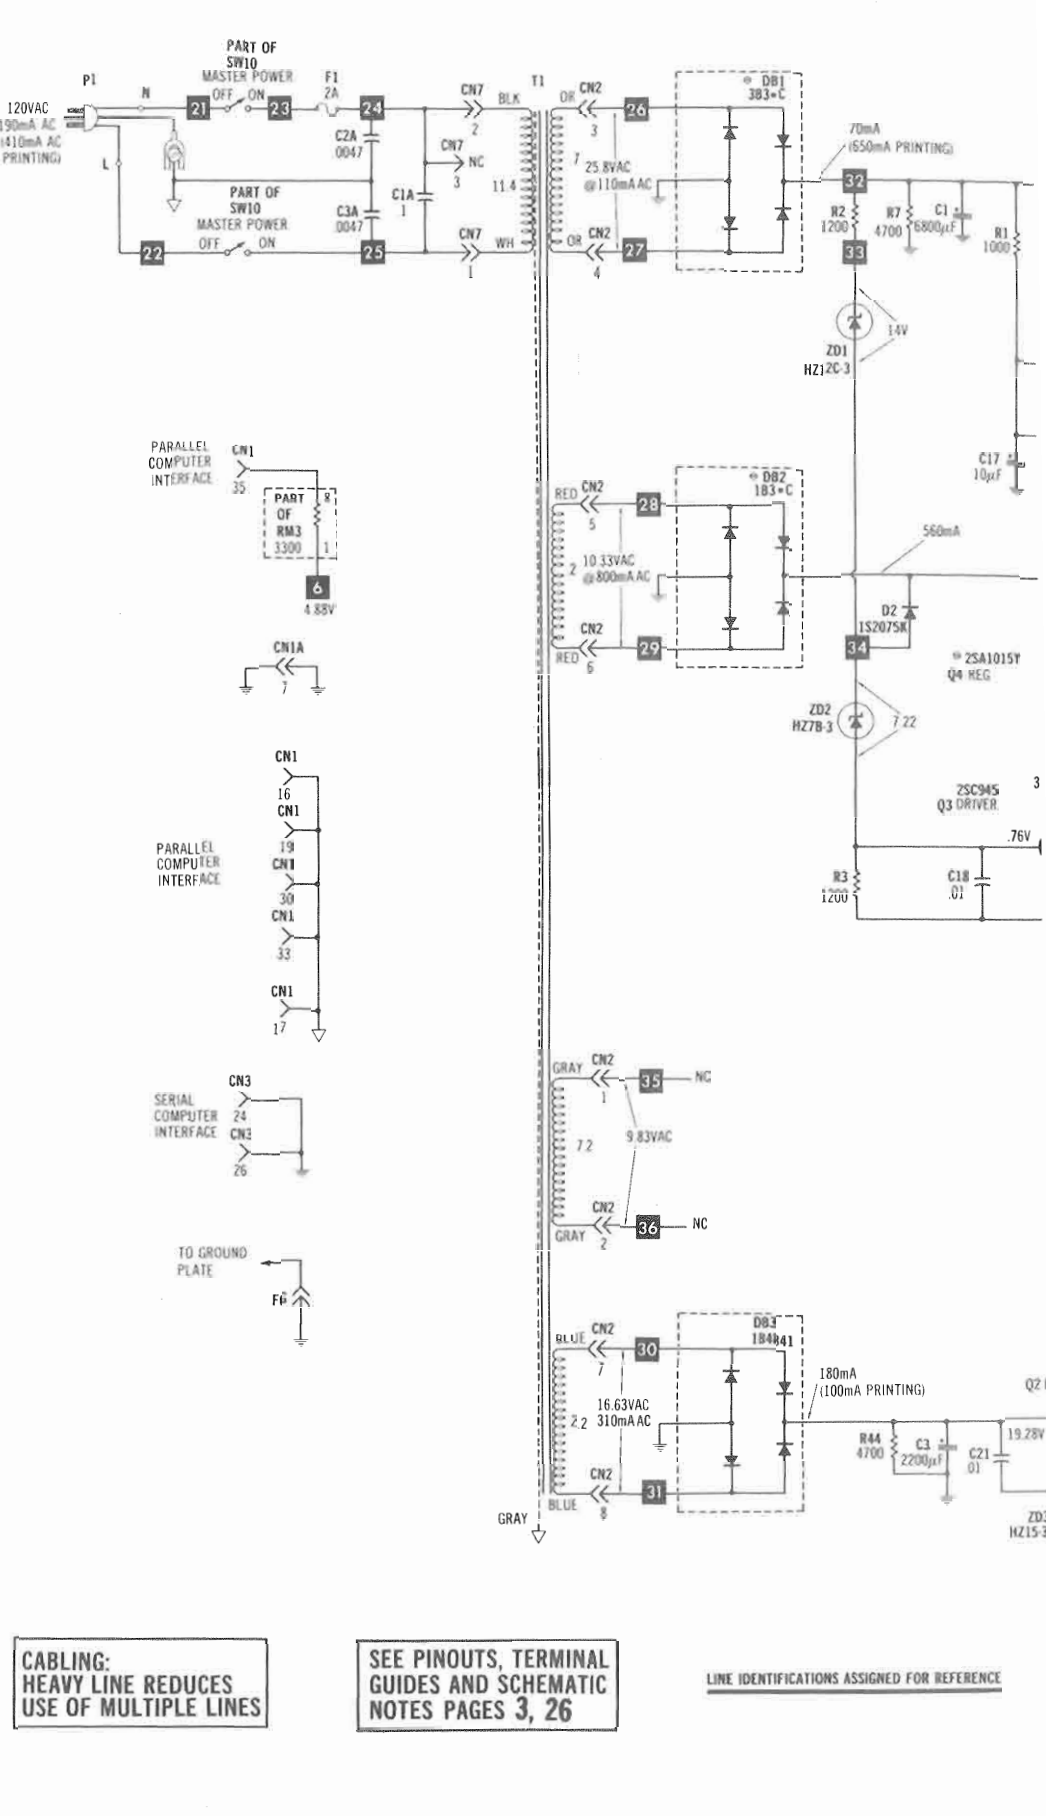 PART OF
SW10
MASTER POWER
OFF ON
P1
N
21
23
F1
2A
24
120VAC
190mA AC
(410mA AC
PRINTING)
L
C2A
.0047
CN7
BLK
2
CN7
NC
3
11.4
C1A
.1
PART OF
SW10
MASTER POWER
OFF ON
C3A
.0047
22
25
CN7
WH
1
T1
OR CN2
3
26
DB1
3B3*C
.7
25.8VAC
@110mA AC
OR CN2
4
27
70mA
(650mA PRINTING)
32
R2
1200
R7
4700
C1
6800µF
R1
1000
33
14V
ZD1
HZ12C-3
C17
10µF
PARALLEL
COMPUTER
INTERFACE
CN1
35
PART
OF
RM3
3300
8
1
6
4.88V
CN1A
7
RED CN2
5
28
DB2
1B3*C
.2
10.33VAC
@800mA AC
CN2
RED
6
29
560mA
D2
1S2075K
34
2SA1015Y
Q4 REG
ZD2
HZ7B-3
7.22
2SC945
Q3 DRIVER
3
.76V
R3
1200
C18
.01
CN1
16
CN1
19
CN1
30
CN1
33
CN1
17
PARALLEL
COMPUTER
INTERFACE
CN3
24
CN3
26
SERIAL
COMPUTER
INTERFACE
TO GROUND
PLATE
GRAY CN2
1
35
NC
7.2
9.83VAC
CN2
GRAY
2
36
NC
BLUE CN2
7
30
DB3
2.2
16.63VAC
310mA AC
CN2
BLUE
8
31
GRAY
180mA
(100mA PRINTING)
R44
4700
C3
2200µF
C21
.01
Q2
19.28V
ZD3
HZ15-3
CABLING:
HEAVY LINE REDUCES
USE OF MULTIPLE LINES
SEE PINOUTS, TERMINAL
GUIDES AND SCHEMATIC
NOTES PAGES 3, 26
LINE IDENTIFICATIONS ASSIGNED FOR REFERENCE